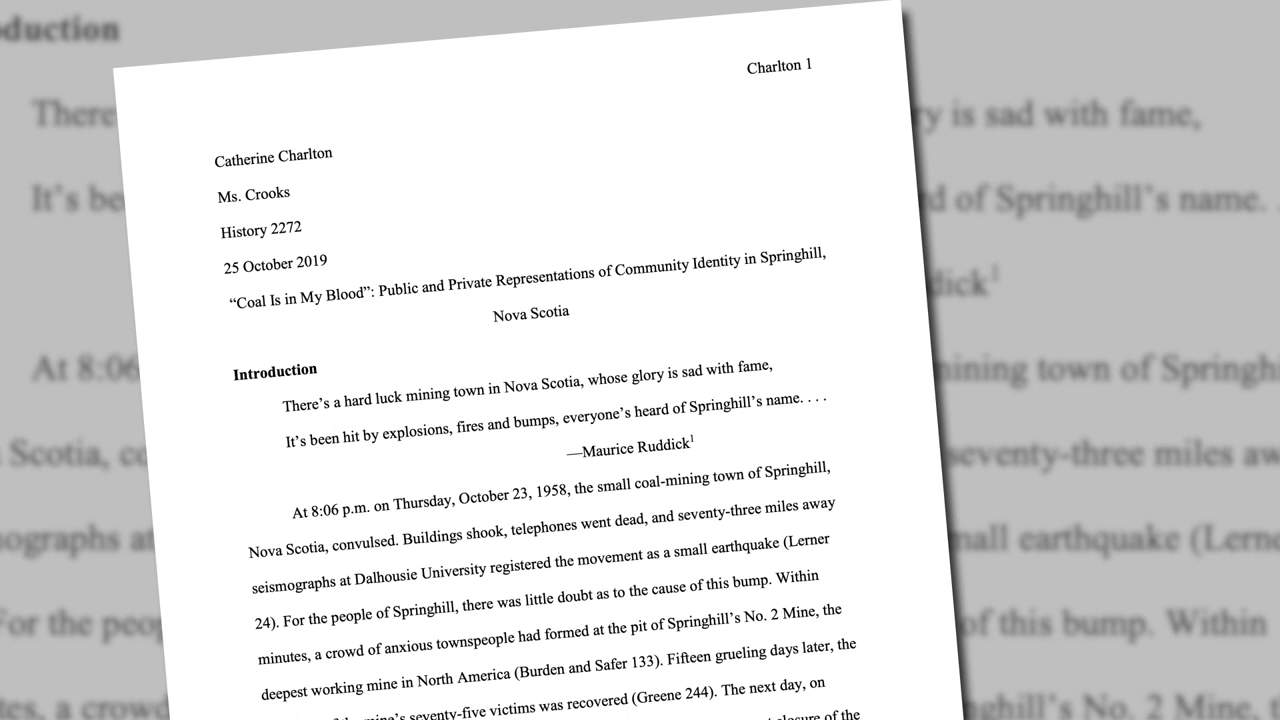 Charlton 1
Catherine Charlton
Ms. Crooks
History 2272
25 October 2019
“Coal Is in My Blood”: Public and Private Representations of Community Identity in Springhill,
Nova Scotia
Introduction
There’s a hard luck mining town in Nova Scotia, whose glory is sad with fame,
It’s been hit by explosions, fires and bumps, everyone’s heard of Springhill’s name. . . .
—Maurice Ruddick1
At 8:06 p.m. on Thursday, October 23, 1958, the small coal-mining town of Springhill,
Nova Scotia, convulsed. Buildings shook, telephones went dead, and seventy-three miles away
seismographs at Dalhousie University registered the movement as a small earthquake (Lerner
24). For the people of Springhill, there was little doubt as to the cause of this bump. Within
minutes, a crowd of anxious townspeople had formed at the pit of Springhill’s No. 2 Mine, the
deepest working mine in North America (Burden and Safer 133). Fifteen grueling days later, the
mine’s seventy-five victims was recovered (Greene 244). The next day, on
closure of the